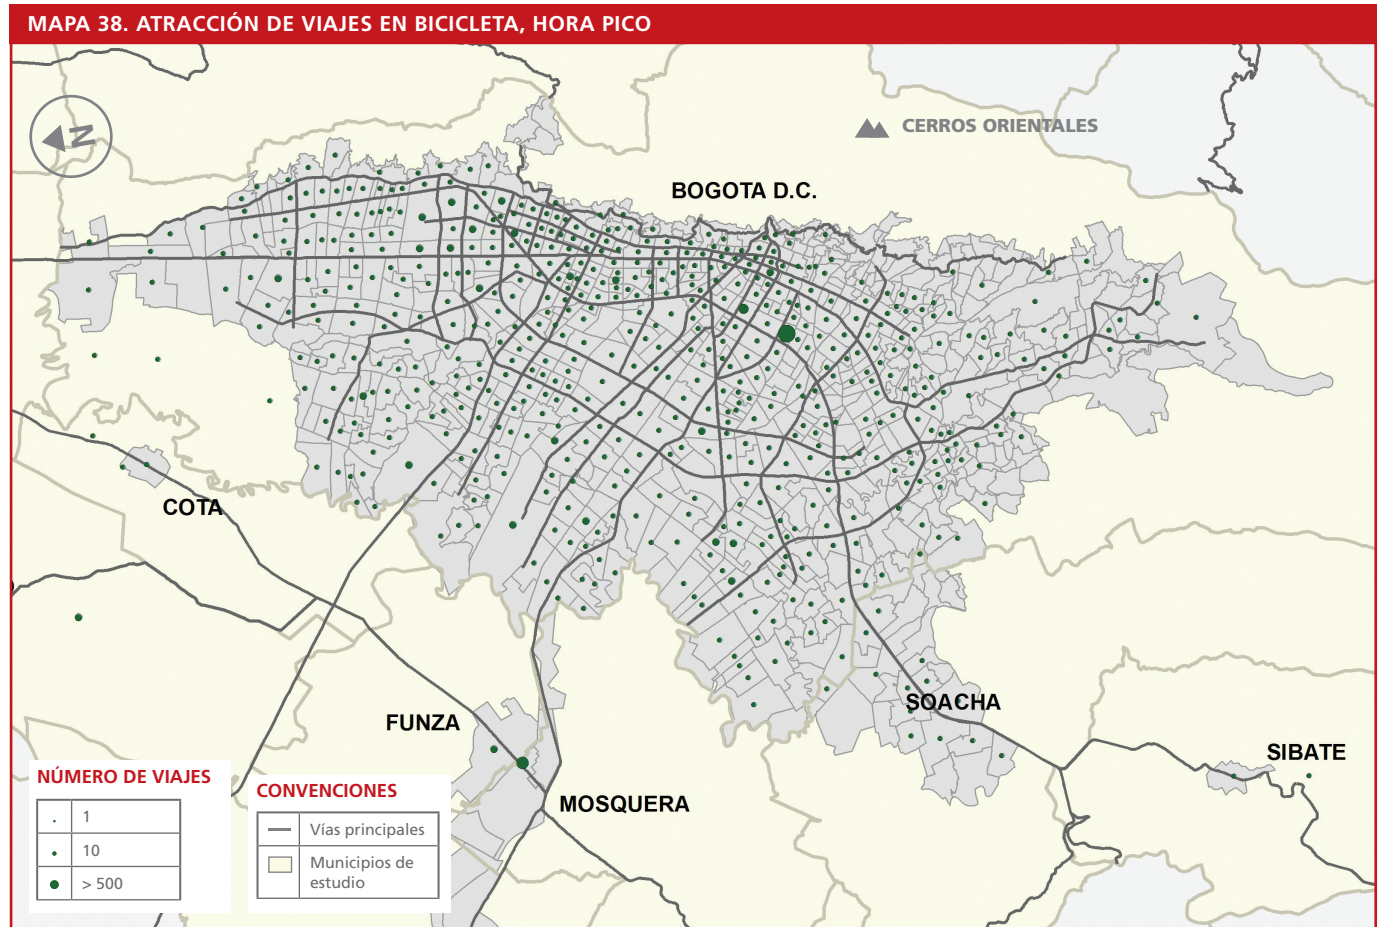 MAPA 38. ATRACCIÓN DE VIAJES EN BICICLETA, HORA PICO
N
CERROS ORIENTALES
BOGOTA D.C.
COTA
FUNZA
SOACHA
SIBATE
MOSQUERA
NÚMERO DE VIAJES
1
10
> 500
CONVENCIONES
Vías principales
Municipios de
estudio